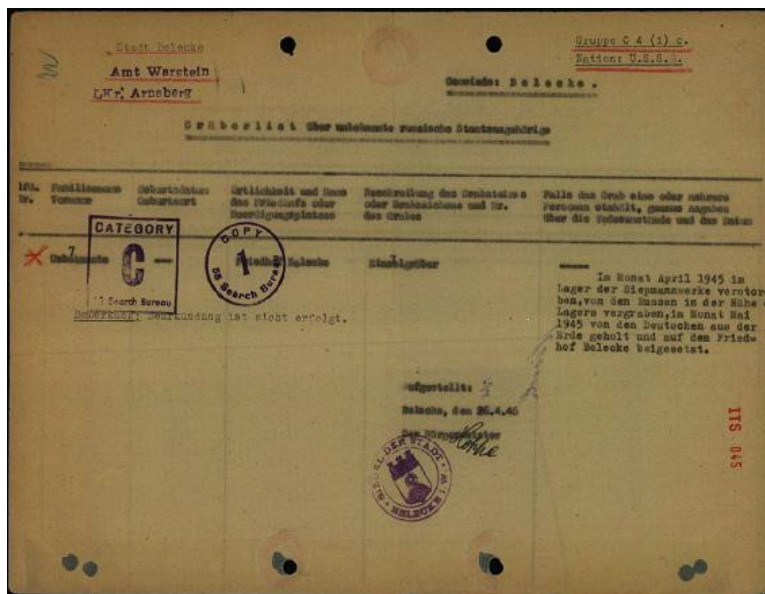 Stadt Belecke
Amt Warstein
LKr. Arnsberg
Gruppe C 4 (1) c.
Nation: U.S.S.R.
Gemeinde: Belecke.
Gräberlist über unbekannte russische Staatsangehörige
lfd. Nr.
Familienname Vorname
Geburtsdatum Geburtsort
Örtlichkeit und Name des Friedhofs oder Beerdigungsplatzes
Beschreibung des Grabsteins oder Grabzeichens und Nr. des Grabes
Falls das Grab eine oder mehrere Personen enthält, genaue Angaben über die Todesumstände und das Datum
CATEGORY
C
Search Bureau
COPY
1
Search Bureau
7
Unbekannte
—
Friedhof Belecke
7
Einzelgräber
Im Monat April 1945 im
Lager der Siepmannwerke verstor
ben, von den Russen in der Nähe
Lagers vergraben, im Monat Mai
1945 von den Deutschen aus der
Erde geholt und auf den Fried=
hof Belecke beigesetzt.
Bemerkung: Beurkundung ist nicht erfolgt.
Aufgestellt:
Belecke, den 26.4.46
Der Bürgermeister
SIEGEL DER STADT
BELECKE
ITS 045